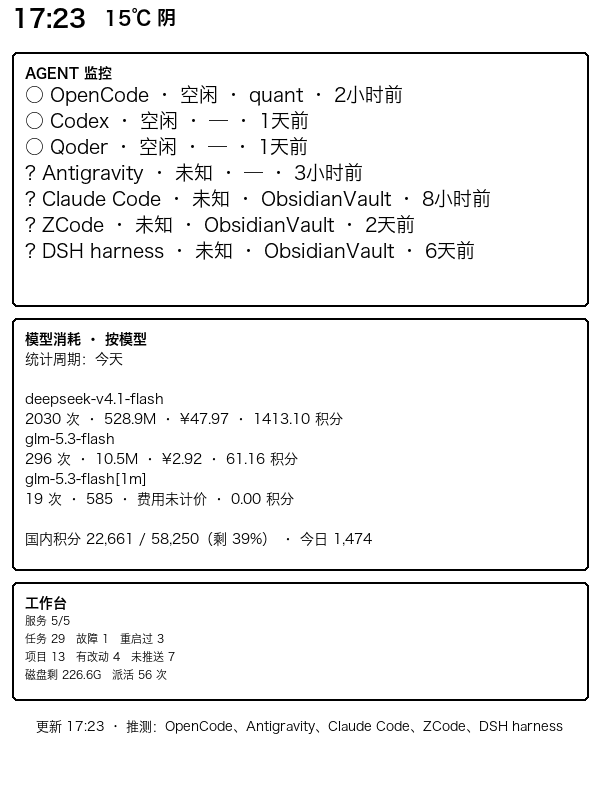 17:23 15℃ 阴
AGENT 监控
○ OpenCode · 空闲 · quant · 2小时前
○ Codex · 空闲 · — · 1天前
○ Qoder · 空闲 · — · 1天前
? Antigravity · 未知 · — · 3小时前
? Claude Code · 未知 · ObsidianVault · 8小时前
? ZCode · 未知 · ObsidianVault · 2天前
? DSH harness · 未知 · ObsidianVault · 6天前
模型消耗 · 按模型
统计周期：今天
deepseek-v4.1-flash
2030 次 · 528.9M · ¥47.97 · 1413.10 积分
glm-5.3-flash
296 次 · 10.5M · ¥2.92 · 61.16 积分
glm-5.3-flash[1m]
19 次 · 585 · 费用未计价 · 0.00 积分
国内积分 22,661 / 58,250（剩 39%） · 今日 1,474
工作台
服务 5/5
任务 29 故障 1 重启过 3
项目 13 有改动 4 未推送 7
磁盘剩 226.6G 派活 56 次
更新 17:23 · 推测：OpenCode、Antigravity、Claude Code、ZCode、DSH harness